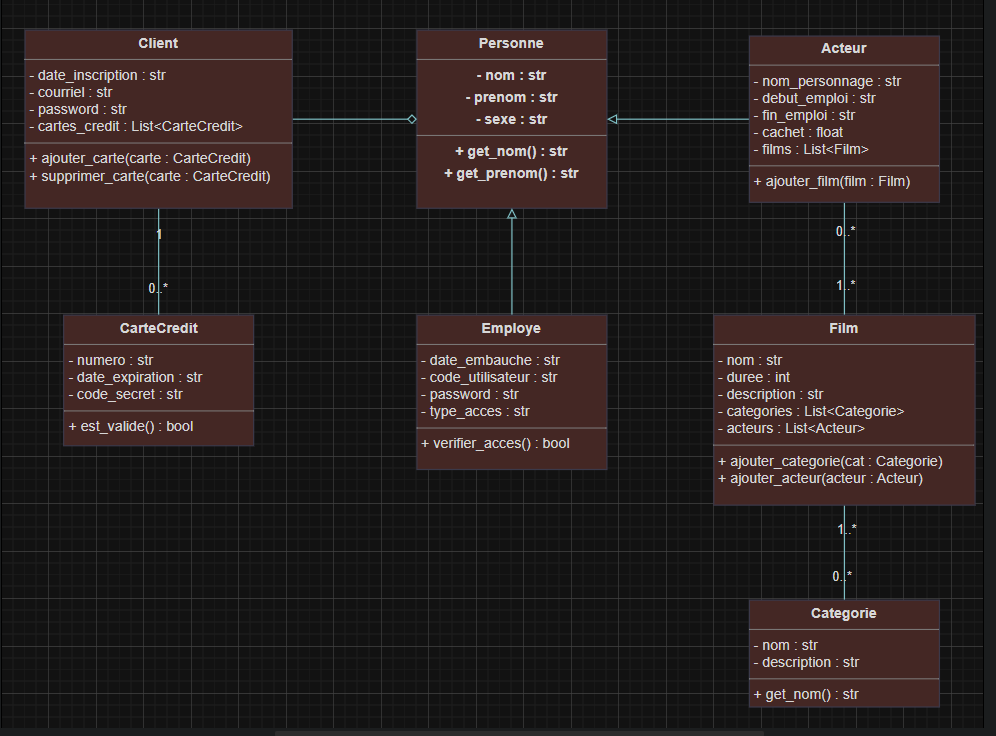 Client
- date_inscription : str
- courriel : str
- password : str
- cartes_credit : List<CarteCredit>
+ ajouter_carte(carte : CarteCredit)
+ supprimer_carte(carte : CarteCredit)
Personne
- nom : str
- prenom : str
- sexe : str
+ get_nom() : str
+ get_prenom() : str
Acteur
- nom_personnage : str
- debut_emploi : str
- fin_emploi : str
- cachet : float
- films : List<Film>
+ ajouter_film(film : Film)
1
0..*
0..*
1..*
CarteCredit
- numero : str
- date_expiration : str
- code_secret : str
+ est_valide() : bool
Employe
- date_embauche : str
- code_utilisateur : str
- password : str
- type_acces : str
+ verifier_acces() : bool
Film
- nom : str
- duree : int
- description : str
- categories : List<Categorie>
- acteurs : List<Acteur>
+ ajouter_categorie(cat : Categorie)
+ ajouter_acteur(acteur : Acteur)
1..*
0..*
Categorie
- nom : str
- description : str
+ get_nom() : str